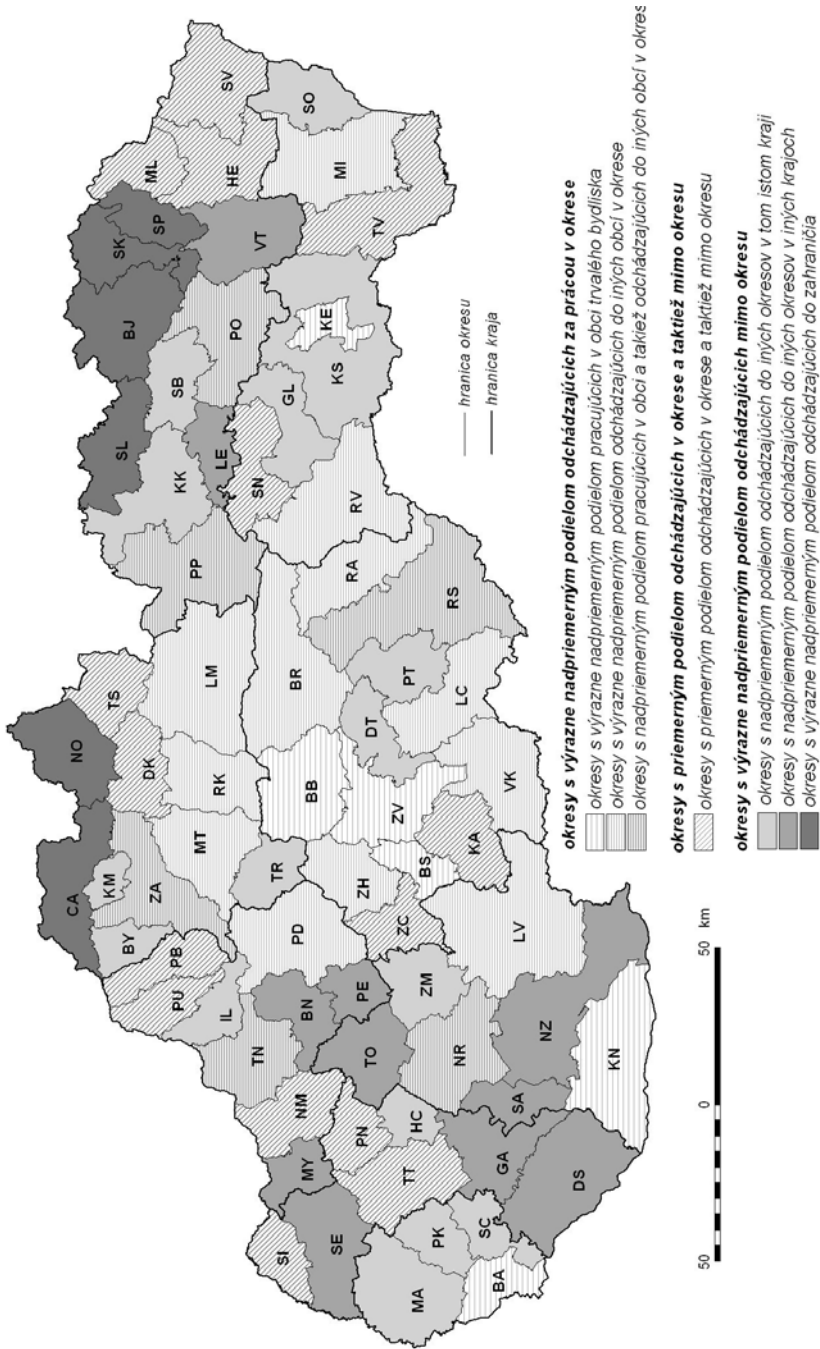 NO
CA
TS
SL
SK
BJ
SP
ML
SV
KM
DK
BY
ZA
PB
PU
KK
SB
HE
IL
MT
RK
LM
PP
LE
PO
VT
SO
TN
TR
SN
GL
MI
NM
BN
PD
BB
BR
KE
MY
PE
TO
ZH
DT
RA
RV
KS
TV
SI
PN
ZV
PT
SE
HC
ZM
ZC
BS
KA
RS
LC
TT
NR
VK
MA
PK
LV
SC
GA
SA
NZ
BA
DS
KN
hranica okresu
hranica kraja
50
0
50
km
okresy s výrazne nadpriemerným podielom odchádzajúcich za prácou v okrese
okresy s výrazne nadpriemerným podielom pracujúcich v obci trvalého bydliska
okresy s výrazne nadpriemerným podielom odchádzajúcich do iných obcí v okrese
okresy s nadpriemerným podielom pracujúcich v obci a takiež odchádzajúcich do iných obcí v okres
okresy s priemerným podielom odchádzajúcich v okrese a taktiež mimo okresu
okresy s priemerným podielom odchádzajúcich v okrese a taktiež mimo okresu
okresy s výrazne nadpriemerným podielom odchádzajúcich mimo okresu
okresy s nadpriemerným podielom odchádzajúcich do iných okresov v tom istom kraji
okresy s nadpriemerným podielom odchádzajúcich do iných okresov v iných krajoch
okresy s výrazne nadpriemerným podielom odchádzajúcich do zahraničia